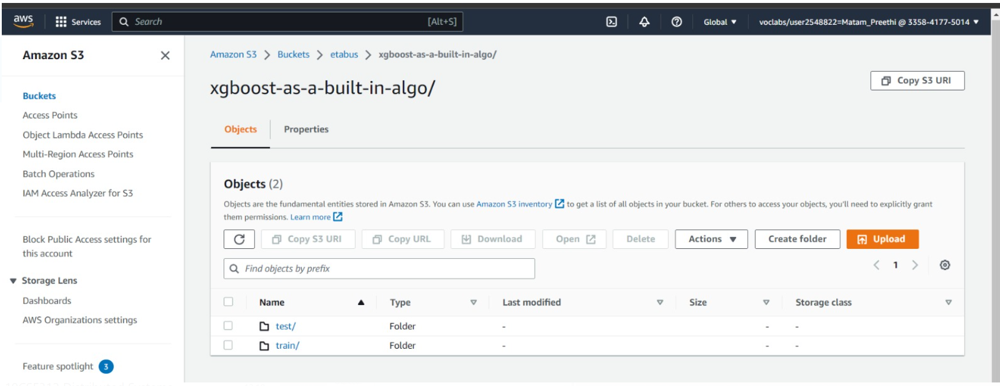 aws Services Search [Alt+S] Global voclabs/user2548822=Matam_Preethi @ 3358-4177-5014
Amazon S3
Buckets
Access Points
Object Lambda Access Points
Multi-Region Access Points
Batch Operations
IAM Access Analyzer for S3
Block Public Access settings for
this account
Storage Lens
Dashboards
AWS Organizations settings
Feature spotlight 3
Amazon S3 > Buckets > etabus > xgboost-as-a-built-in-algo/
xgboost-as-a-built-in-algo/
Copy S3 URI
Objects Properties
Objects (2)
Objects are the fundamental entities stored in Amazon S3. You can use Amazon S3 inventory to get a list of all objects in your bucket. For others to access your objects, you'll need to explicitly grant
them permissions. Learn more
Copy S3 URI Copy URL Download Open Delete Actions Create folder Upload
Find objects by prefix
< 1 >
Name Type Last modified Size Storage class
test/ Folder - - -
train/ Folder - - -